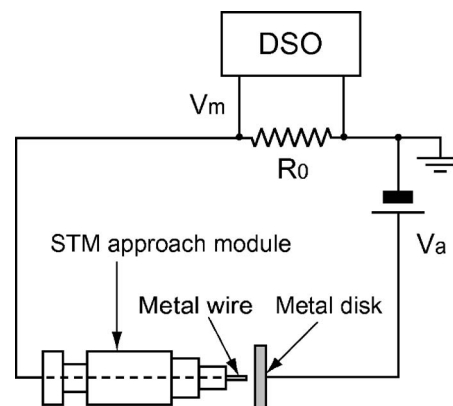 DSO
Vm
R0
Va
STM approach module
Metal wire Metal disk